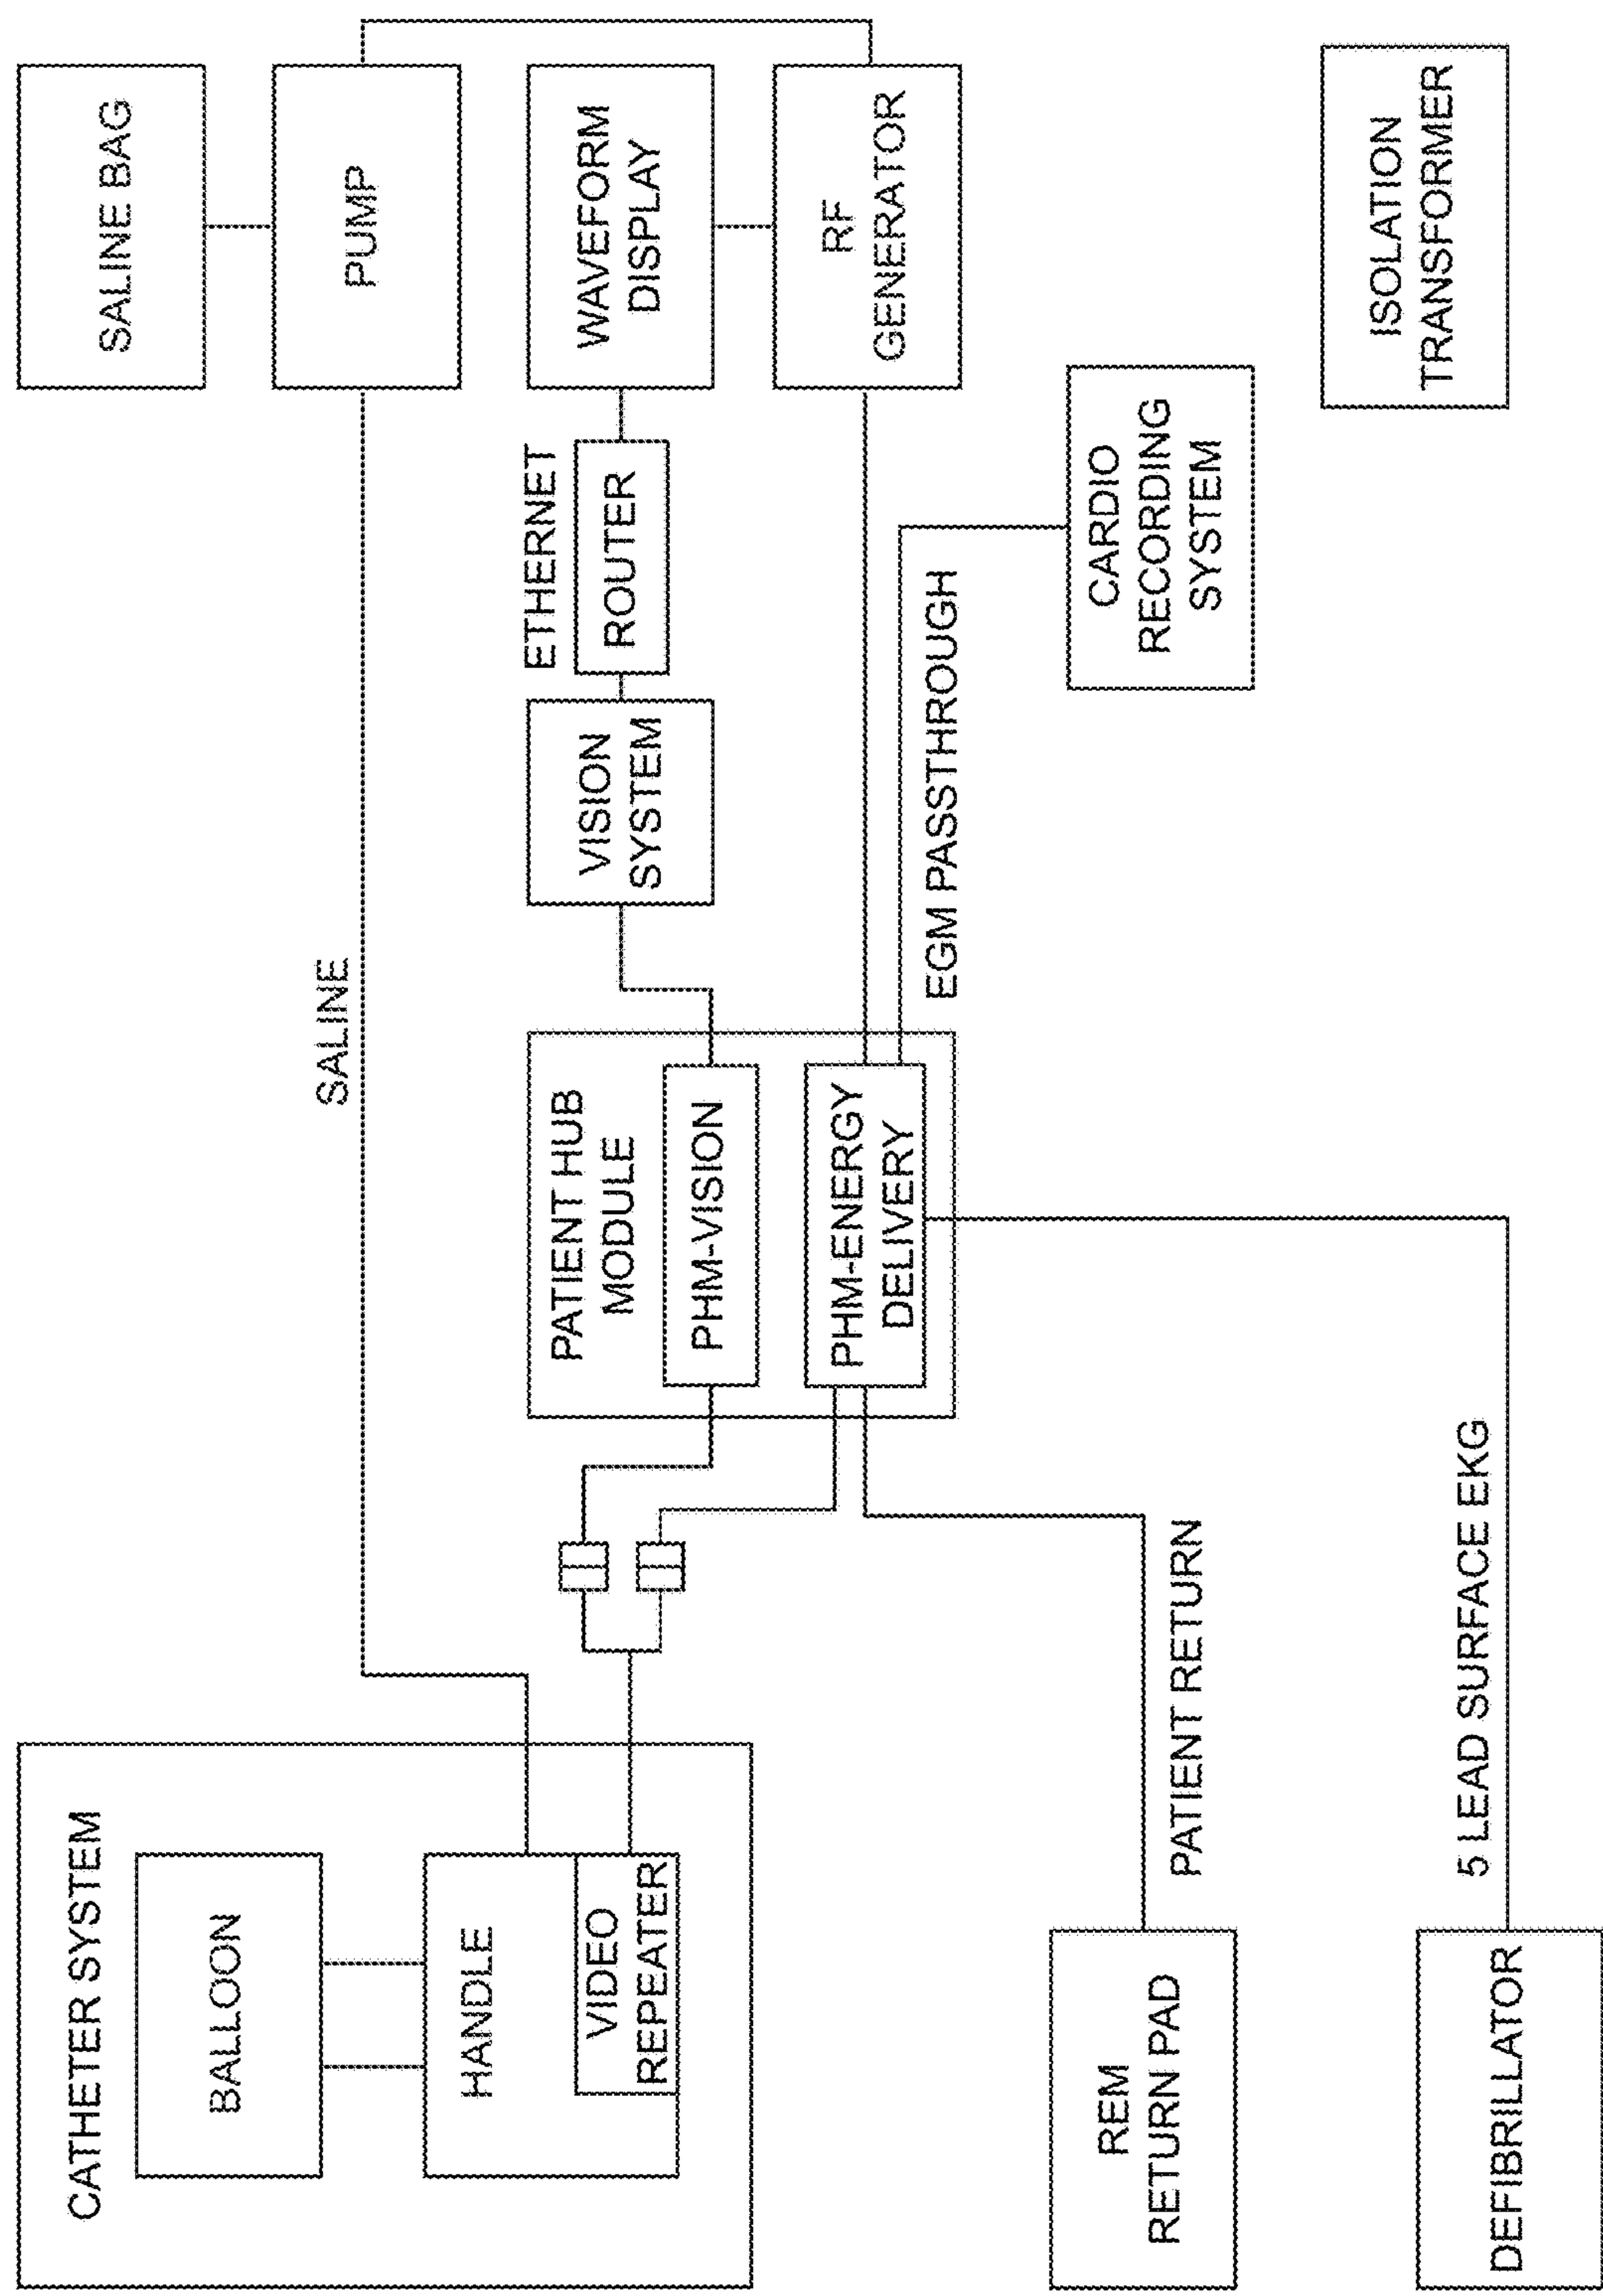 CATHETER SYSTEM
BALLOON
HANDLE
VIDEO
REPEATER
SALINE
SALINE BAG
PUMP
PATIENT HUB
MODULE
PHM-VISION
PHM-ENERGY
DELIVERY
VISION
SYSTEM
ETHERNET
ROUTER
WAVEFORM
DISPLAY
RF
GENERATOR
EGM PASSTHROUGH
CARDIO
RECORDING
SYSTEM
REM
RETURN PAD
PATIENT RETURN
DEFIBRILLATOR
5 LEAD SURFACE EKG
ISOLATION
TRANSFORMER